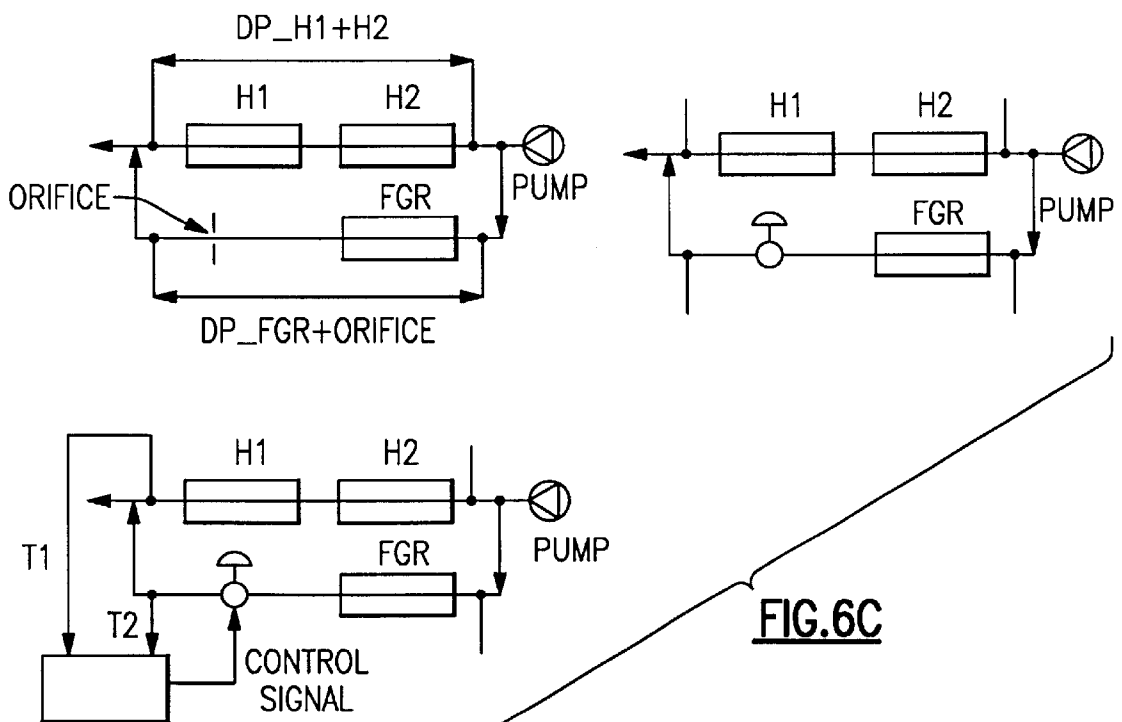 DP_H1+H2
H1 H2
PUMP
ORIFICE
FGR
DP_FGR+ORIFICE
H1 H2
PUMP
FGR
H1 H2
PUMP
FGR
T1
T2
CONTROL
SIGNAL
FIG.6C